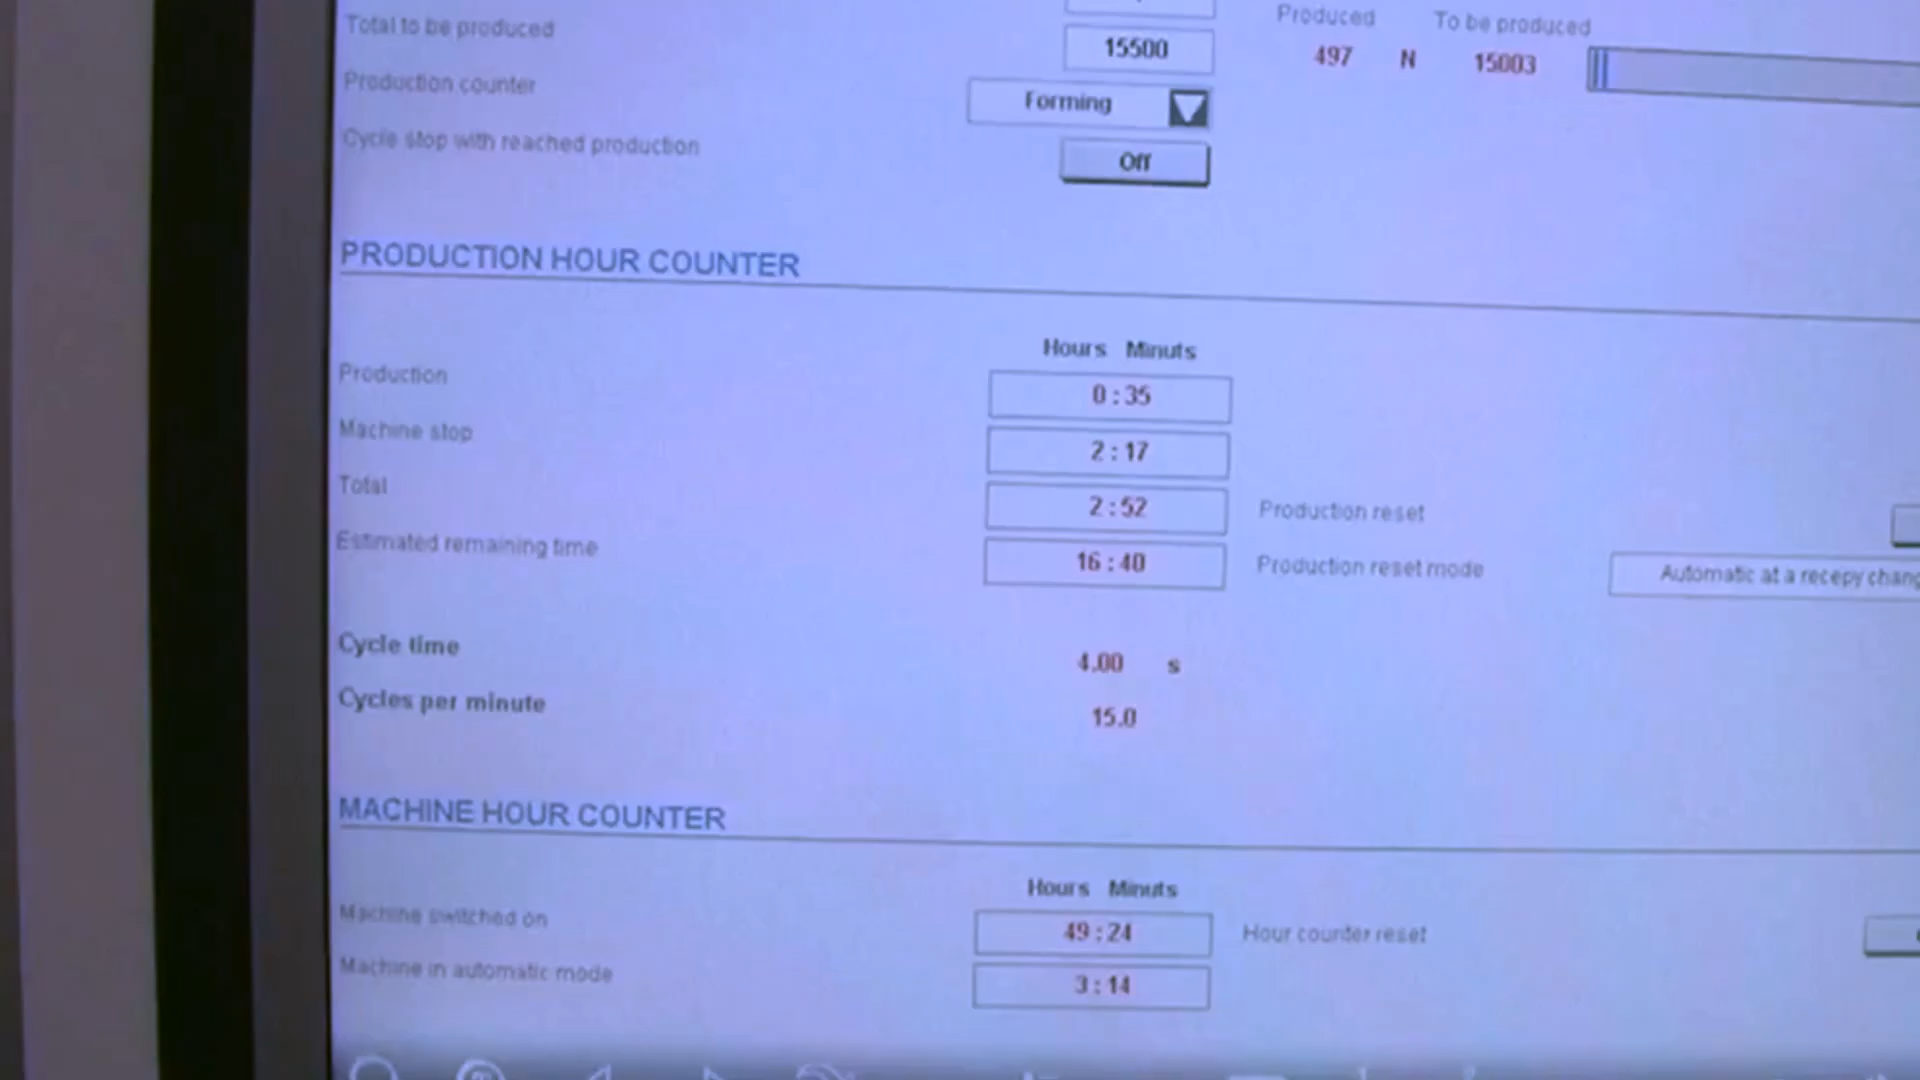 Produced To be produced
Total to be produced 15500 497 N 15003
Production counter Forming
Cycle stop with reached production Off
PRODUCTION HOUR COUNTER
Hours Minuts
Production 0 : 35
Machine stop 2 : 17
Total 2 : 52 Production reset
Estimated remaining time 16 : 40 Production reset mode Automatic at a recepy chang
Cycle time 4.00 s
Cycles per minute 15.0
MACHINE HOUR COUNTER
Hours Minuts
Machine switched on 49 : 24 Hour counter reset
Machine in automatic mode 3 : 14